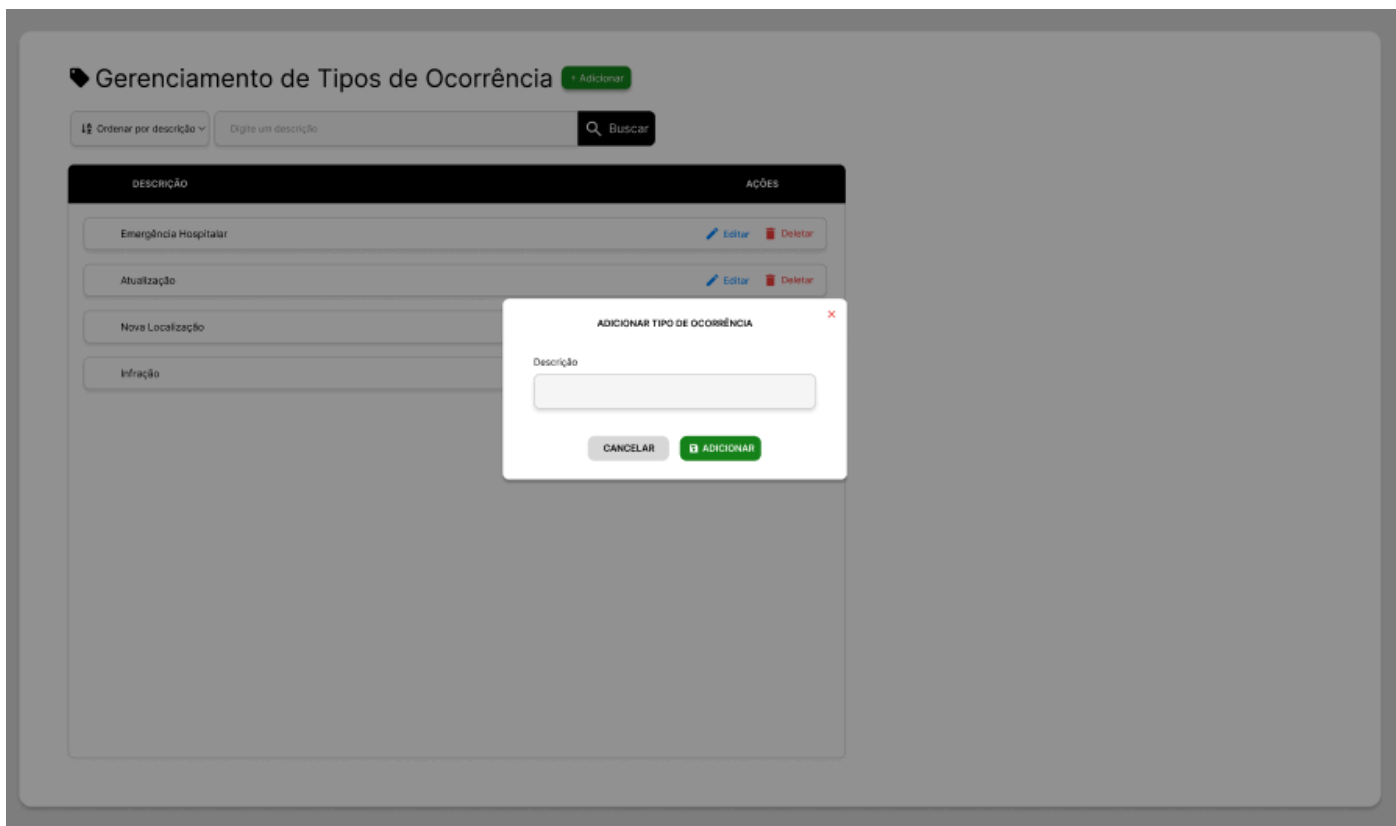 Gerenciamento de Tipos de Ocorrência + Adicionar
Ordenar por descrição Digite um descrição Buscar
DESCRIÇÃO AÇÕES
Emergência Hospitalar Editar Deletar
Atualização Editar Deletar
Nova Localização
Infração
ADICIONAR TIPO DE OCORRÊNCIA
Descrição
CANCELAR ADICIONAR